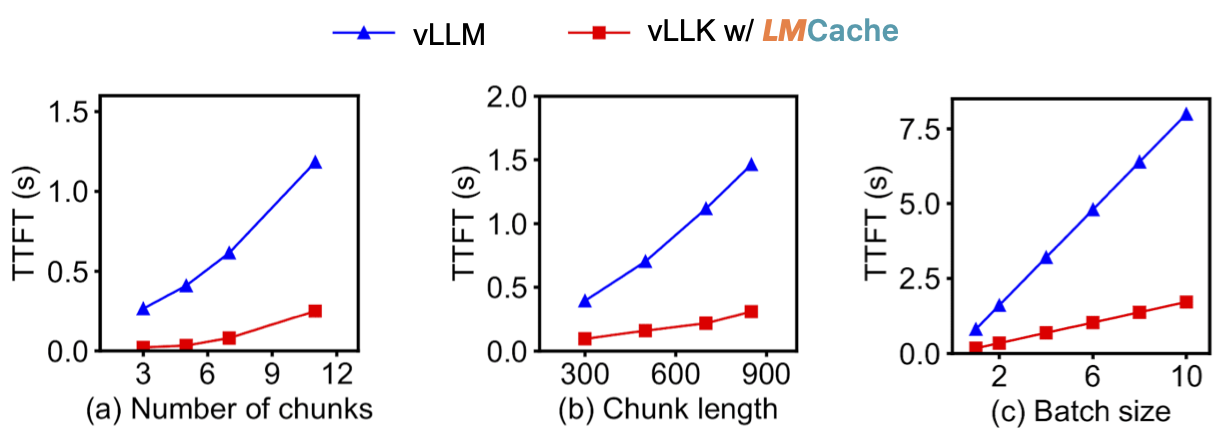 vLLM
vLLK w/ LMCache
TTFT (s)
1.5
1.0
0.5
0.0
3 6 9 12
(a) Number of chunks
TTFT (s)
2.0
1.5
1.0
0.5
0.0
300 600 900
(b) Chunk length
TTFT (s)
7.5
5.0
2.5
0.0
2 6 10
(c) Batch size